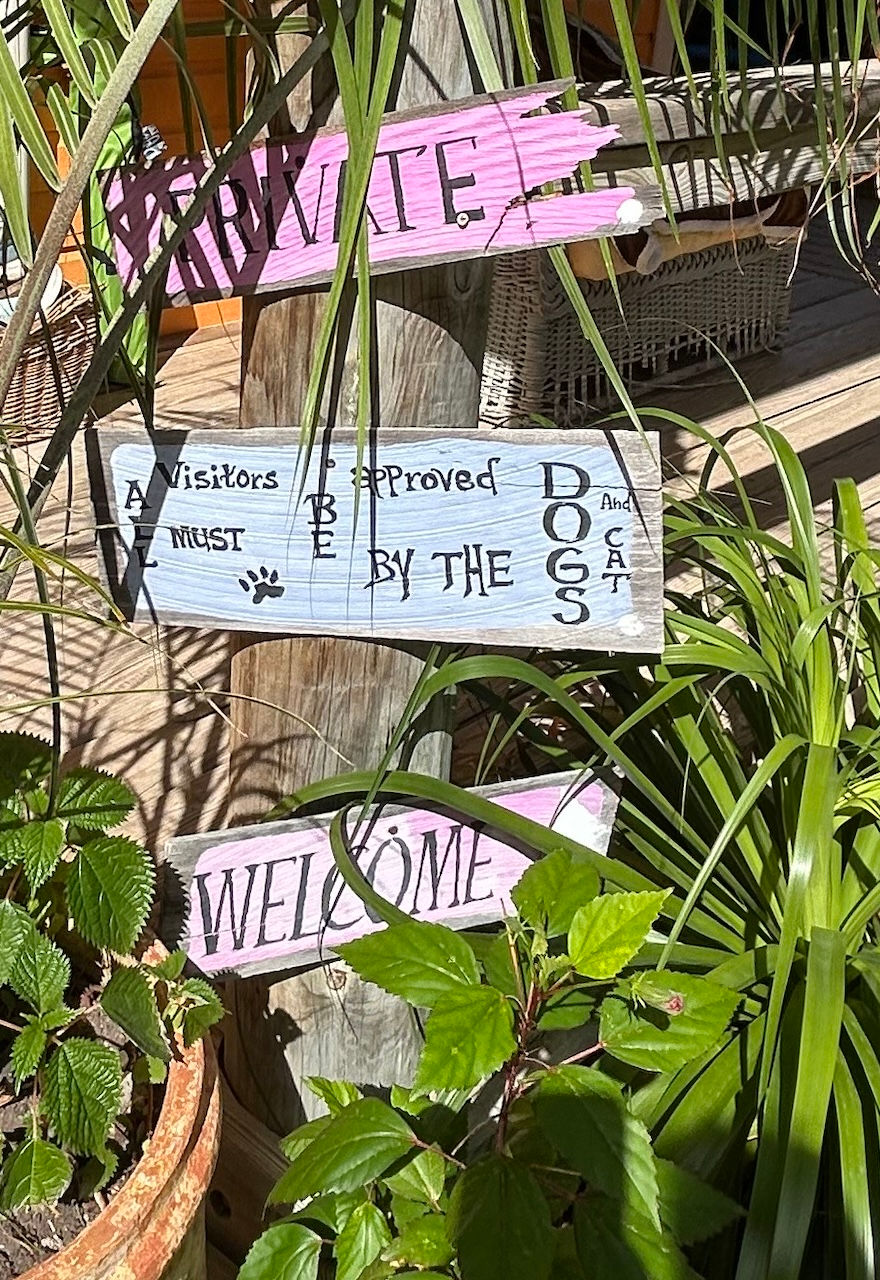 PRIVATE
ALL Visitors MUST BE approved BY THE DOGS And CAT
WELCOME